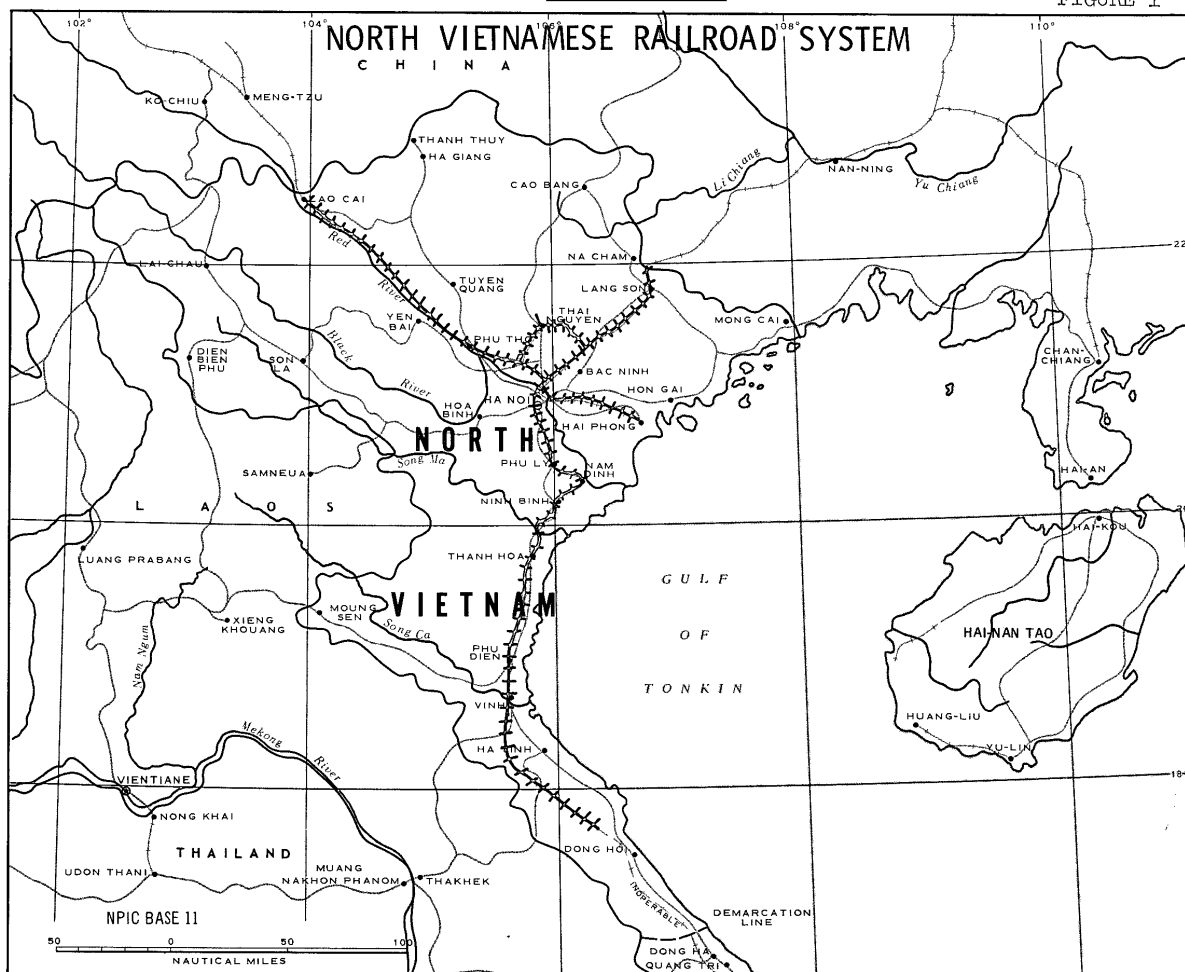 FIGURE 1
102°
104°
106°
108°
110°
NORTH VIETNAMESE RAILROAD SYSTEM
CHINA
KO-CHIU
MENG-TZU
THANH THUY
HA GIANG
CAO BANG
Li Chiang
NAN-NING
Yu Chiang
LAO CAI
Red
River
NA CHAM
22
LAI CHAU
TUYEN
QUANG
LANG SON
YEN
BAI
THAI
NGUYEN
MONG CAI
PHU THO
DIEN
BIEN
PHU
SON
LA
Black
River
BAC NINH
CHAN-
CHIANG
HOA
BINH
HA NOI
HON GAI
HAI PHONG
NORTH
Song Ma
PHU LY
NAM
DINH
SAMNEUA
HAI-AN
NINH BINH
LAOS
20
HAI-KOU
LUANG PRABANG
THANH HOA
GULF
OF
TONKIN
VIETNAM
MOUNG
SEN
Song Ca
XIENG
KHOUANG
Nam Ngum
HAI-NAN TAO
PHU
DIEN
VINH
HUANG-LIU
YU-LIN
Mekong
River
HA TINH
VIENTIANE
18
NONG KHAI
THAILAND
DONG HOI
UDON THANI
MUANG
NAKHON PHANOM
THAKHEK
INOPERABLE
DEMARCATION
LINE
NPIC BASE 11
50 0 50 100
NAUTICAL MILES
DONG HA
QUANG TRI